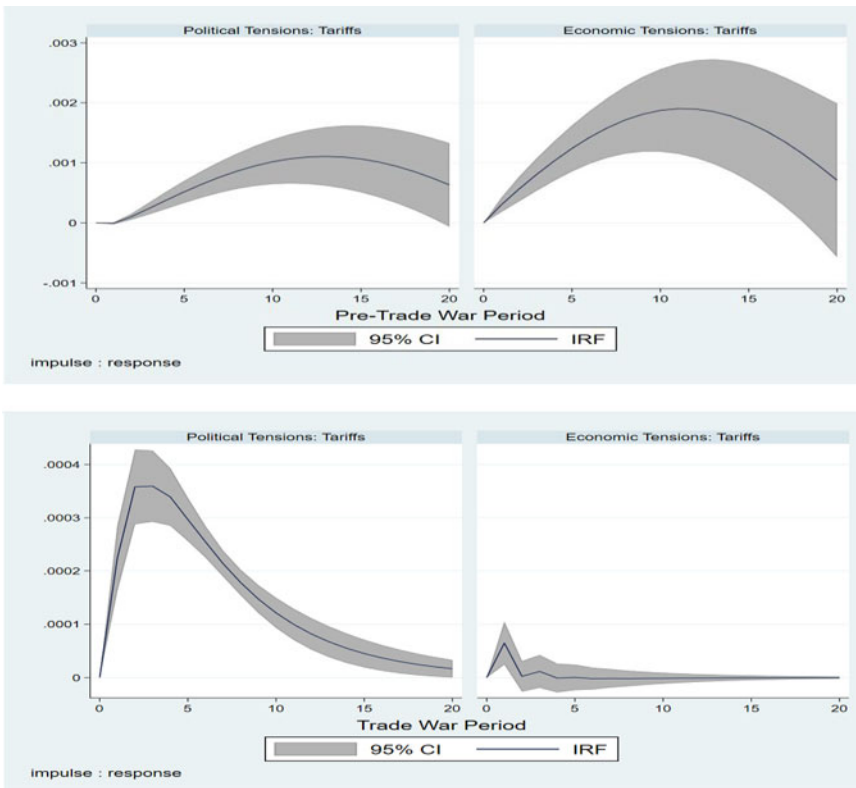 Political Tensions: Tariffs
Economic Tensions: Tariffs
.003
.002
.001
0
-.001
0 5 10 15 20
0 5 10 15 20
Pre-Trade War Period
95% CI IRF
impulse : response
Political Tensions: Tariffs
Economic Tensions: Tariffs
.0004
.0003
.0002
.0001
0
0 5 10 15 20
0 5 10 15 20
Trade War Period
95% CI IRF
impulse : response